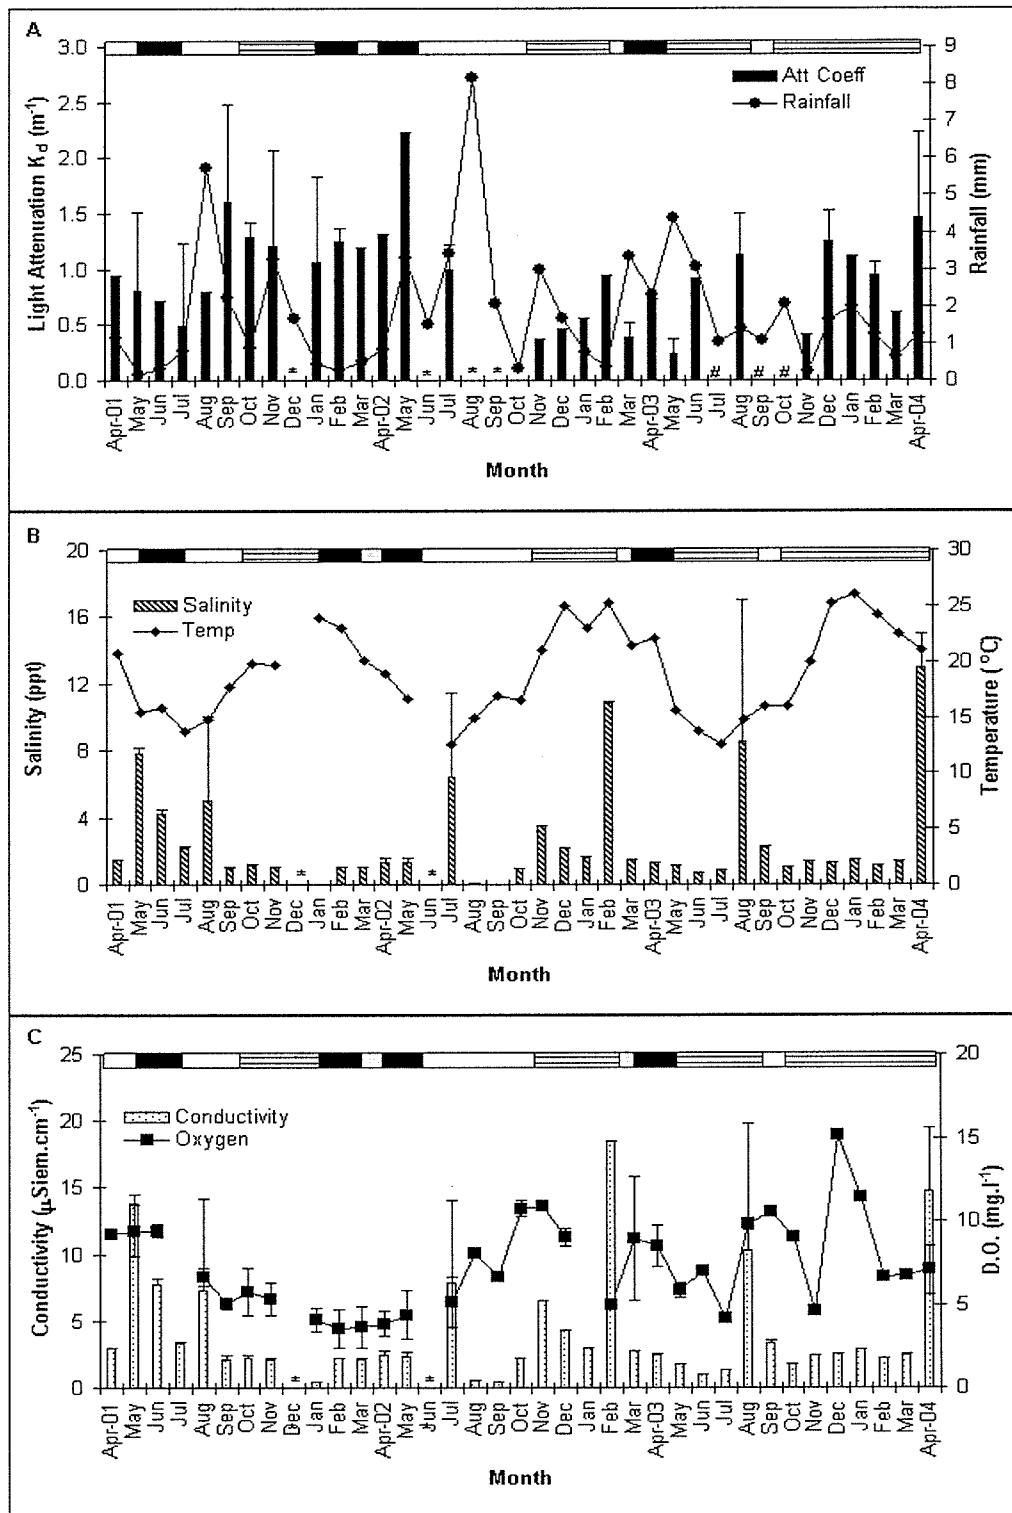 A
3.0
2.5
2.0
1.5
1.0
0.5
0.0
Light Attenuation K d (m-1)
Att Coeff
Rainfall
9
8
7
6
5
4
3
2
1
0
Rainfall (mm)
* * * * # # #
Apr-01 May Jun Jul Aug Sep Oct Nov Dec Jan Feb Mar Apr-02 May Jun Jul Aug Sep Oct Nov Dec Jan Feb Mar Apr-03 May Jun Jul Aug Sep Oct Nov Dec Jan Feb Mar Apr-04
Month
B
20
16
12
8
4
0
Salinity (ppt)
Salinity
Temp
30
25
20
15
10
5
0
Temperature (°C)
* *
Apr-01 May Jun Jul Aug Sep Oct Nov Dec Jan Feb Mar Apr-02 May Jun Jul Aug Sep Oct Nov Dec Jan Feb Mar Apr-03 May Jun Jul Aug Sep Oct Nov Dec Jan Feb Mar Apr-04
Month
C
25
20
15
10
5
0
Conductivity (µSiem.cm-1)
Conductivity
Oxygen
20
15
10
5
0
D.O. (mg.l-1)
* *
Apr-01 May Jun Jul Aug Sep Oct Nov Dec Jan Feb Mar Apr-02 May Jun Jul Aug Sep Oct Nov Dec Jan Feb Mar Apr-03 May Jun Jul Aug Sep Oct Nov Dec Jan Feb Mar Apr-04
Month